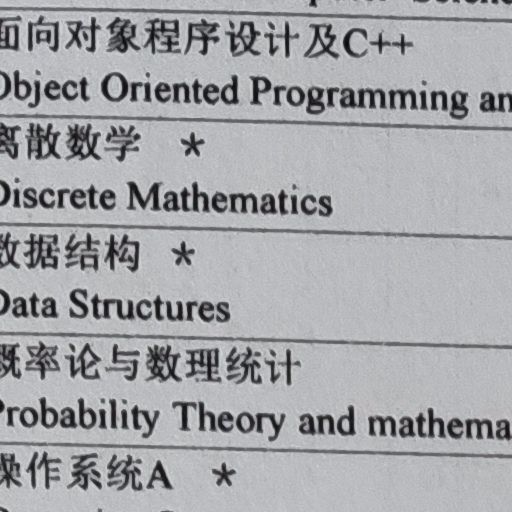 面向对象程序设计及C++
Object Oriented Programming an
离散数学 *
Discrete Mathematics
数据结构 *
Data Structures
概率论与数理统计
Probability Theory and mathema
操作系统A *